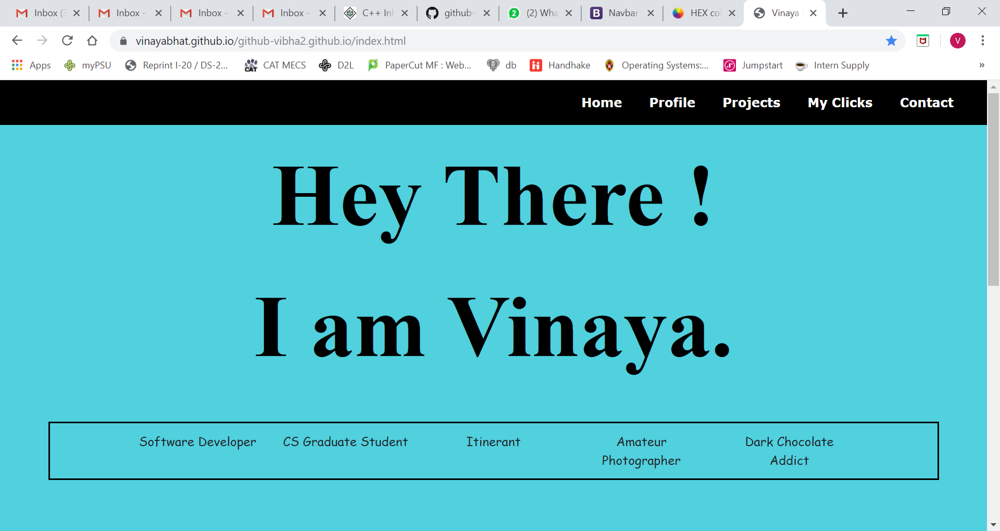 Inbox (3 Inbox - Inbox - Inbox - C++ Inh github- (2) Wha Navbar HEX col Vinaya
vinayabhat.github.io/github-vibha2.github.io/index.html V
Apps myPSU Reprint I-20 / DS-2... CAT MECS D2L PaperCut MF : Web... db Handhake Operating Systems:... Jumpstart Intern Supply »
Home Profile Projects My Clicks Contact
Hey There !
I am Vinaya.
Software Developer CS Graduate Student Itinerant Amateur Photographer Dark Chocolate Addict